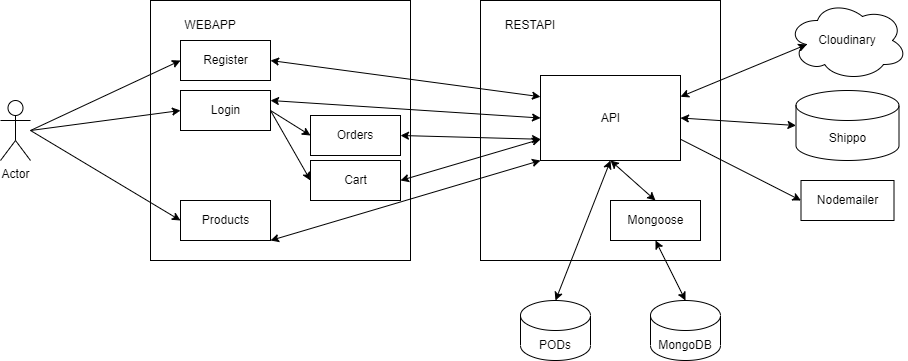 WEBAPP
RESTAPI
Register
Cloudinary
Login
API
Orders
Shippo
Actor
Cart
Products
Mongoose
Nodemailer
PODs
MongoDB